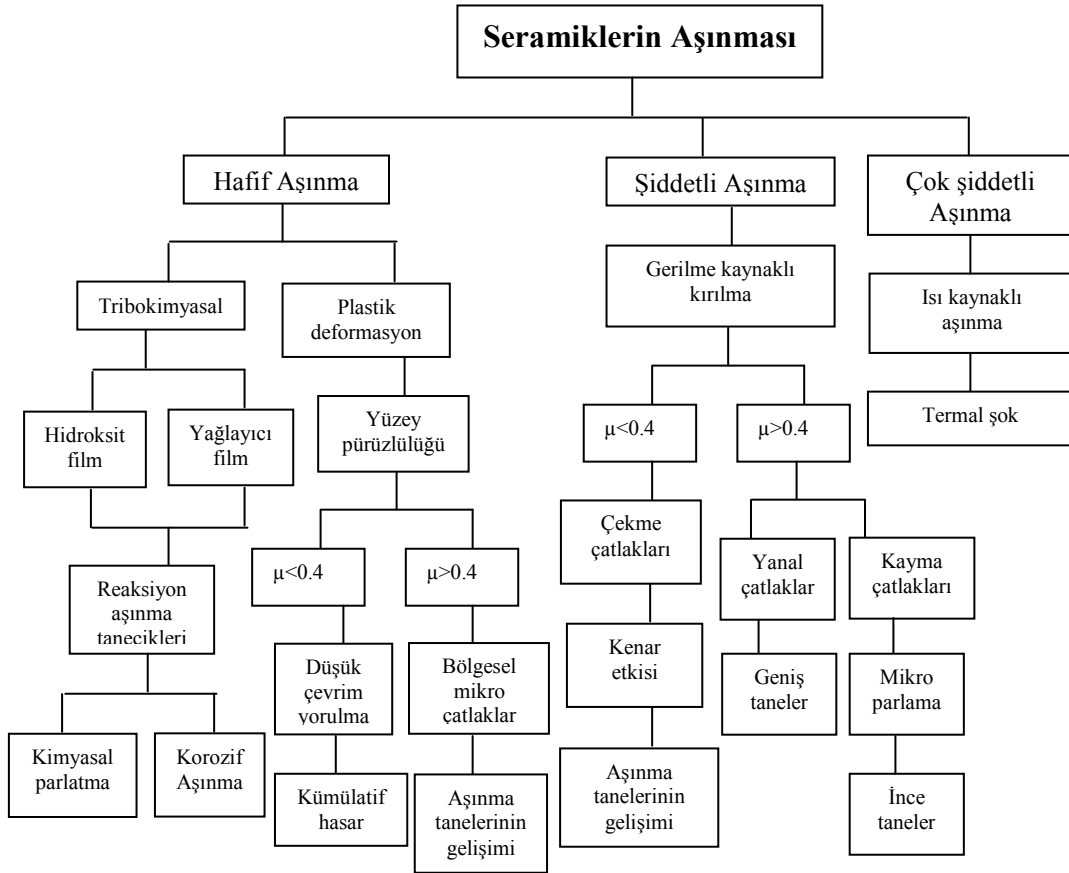 Seramiklerin Aşınması
Hafif Aşınma
Şiddetli Aşınma
Çok şiddetli
Aşınma
Tribokimyasal
Plastik
deformasyon
Gerilme kaynaklı
kırılma
Isı kaynaklı
aşınma
Hidroksit
film
Yağlayıcı
film
Yüzey
pürüzlülüğü
µ<0.4
µ>0.4
Termal şok
Reaksiyon
aşınma
tanecikleri
µ<0.4
µ>0.4
Çekme
çatlakları
Yanal
çatlaklar
Kayma
çatlakları
Düşük
çevrim
yorulma
Bölgesel
mikro
çatlaklar
Kenar
etkisi
Geniş
taneler
Mikro
parlama
Kimyasal
parlatma
Korozif
Aşınma
Kümülatif
hasar
Aşınma
tanelerinin
gelişimi
Aşınma
tanelerinin
gelişimi
İnce
taneler